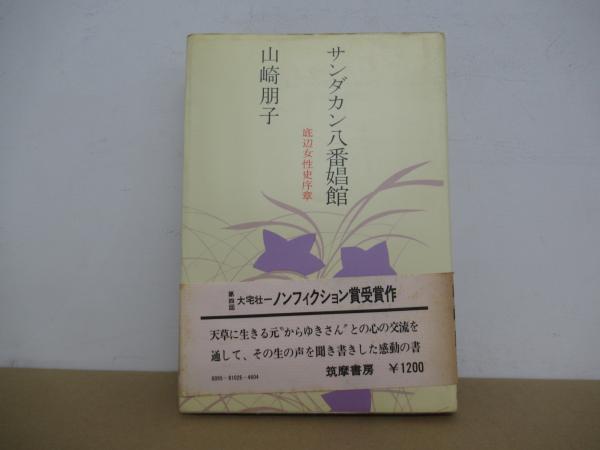 サンダカン八番娼館
底辺女性史序章
山崎朋子
第四回 大宅壮一ノンフィクション賞受賞作
天草に生きる元“からゆきさん”との心の交流を
通して、その生の声を聞き書きした感動の書
0095-81026-4604 筑摩書房 ￥1200